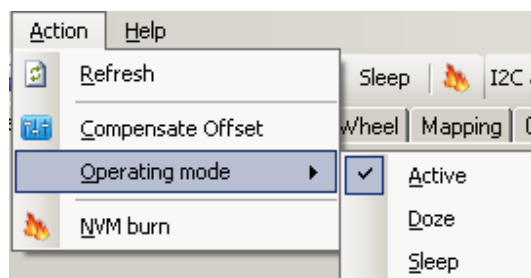 Action Help
Refresh
Sleep I2C
Compensate Offset
Wheel Mapping
Operating mode
Active
Doze
NVM burn
Sleep